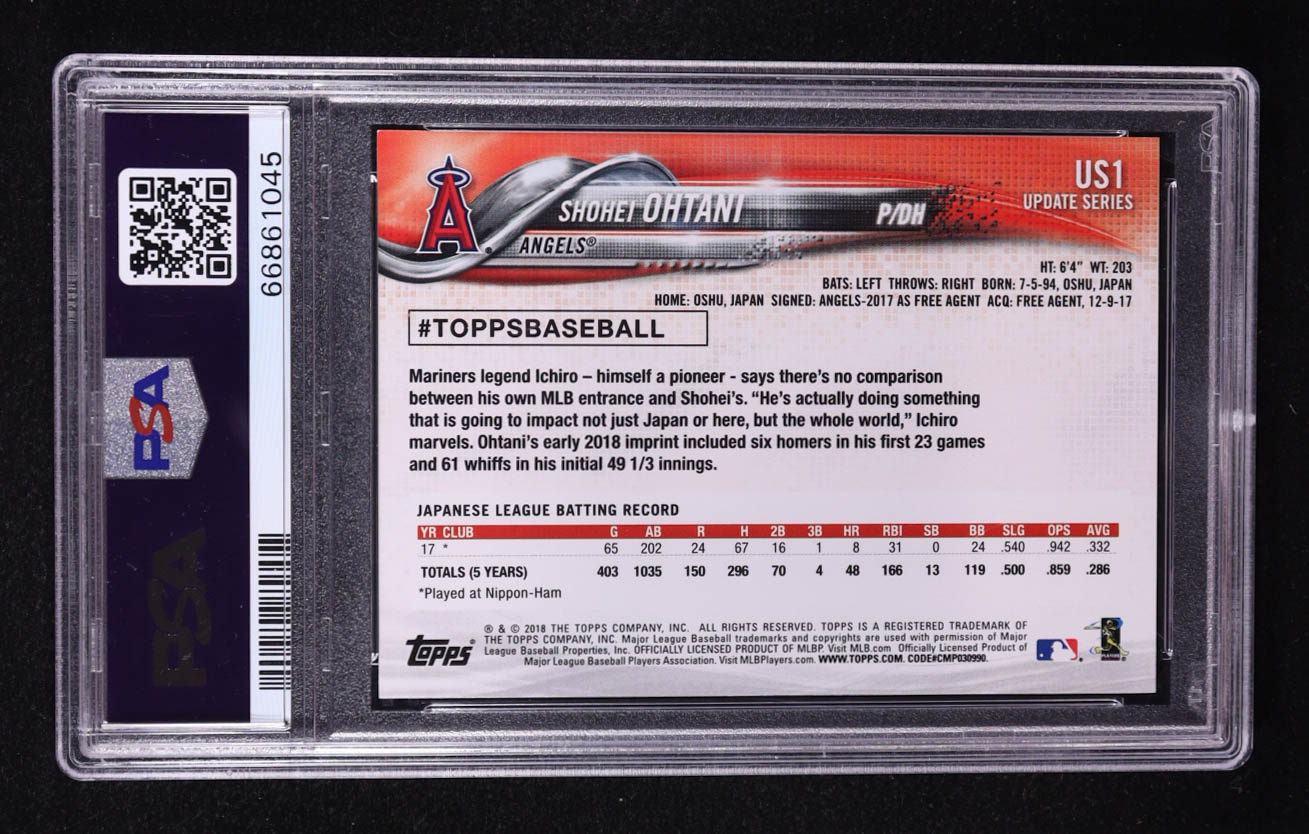 66861045
PSA
PSA
US1
UPDATE SERIES
A
SHOHEI OHTANI P/DH
ANGELS®
HT: 6'4" WT: 203
BATS: LEFT THROWS: RIGHT BORN: 7-5-94, OSHU, JAPAN
HOME: OSHU, JAPAN SIGNED: ANGELS-2017 AS FREE AGENT ACQ: FREE AGENT, 12-9-17
#TOPPSBASEBALL
Mariners legend Ichiro – himself a pioneer - says there's no comparison
between his own MLB entrance and Shohei's. “He's actually doing something
that is going to impact not just Japan or here, but the whole world,” Ichiro
marvels. Ohtani's early 2018 imprint included six homers in his first 23 games
and 61 whiffs in his initial 49 1/3 innings.
JAPANESE LEAGUE BATTING RECORD
YR CLUB G AB R H 2B 3B HR RBI SB BB SLG OPS AVG
17 * 65 202 24 67 16 1 8 31 0 24 .540 .942 .332
TOTALS (5 YEARS) 403 1035 150 296 70 4 48 166 13 119 .500 .859 .286
*Played at Nippon-Ham
Topps®
® & © 2018 THE TOPPS COMPANY, INC. ALL RIGHTS RESERVED. TOPPS IS A REGISTERED TRADEMARK OF
THE TOPPS COMPANY, INC. Major League Baseball trademarks and copyrights are used with permission of Major
League Baseball Properties, Inc. OFFICIALLY LICENSED PRODUCT OF MLBP. Visit MLB.com Officially Licensed Product of
Major League Baseball Players Association. Visit MLBPlayers.com. WWW.TOPPS.COM. CODE#CMP030990.